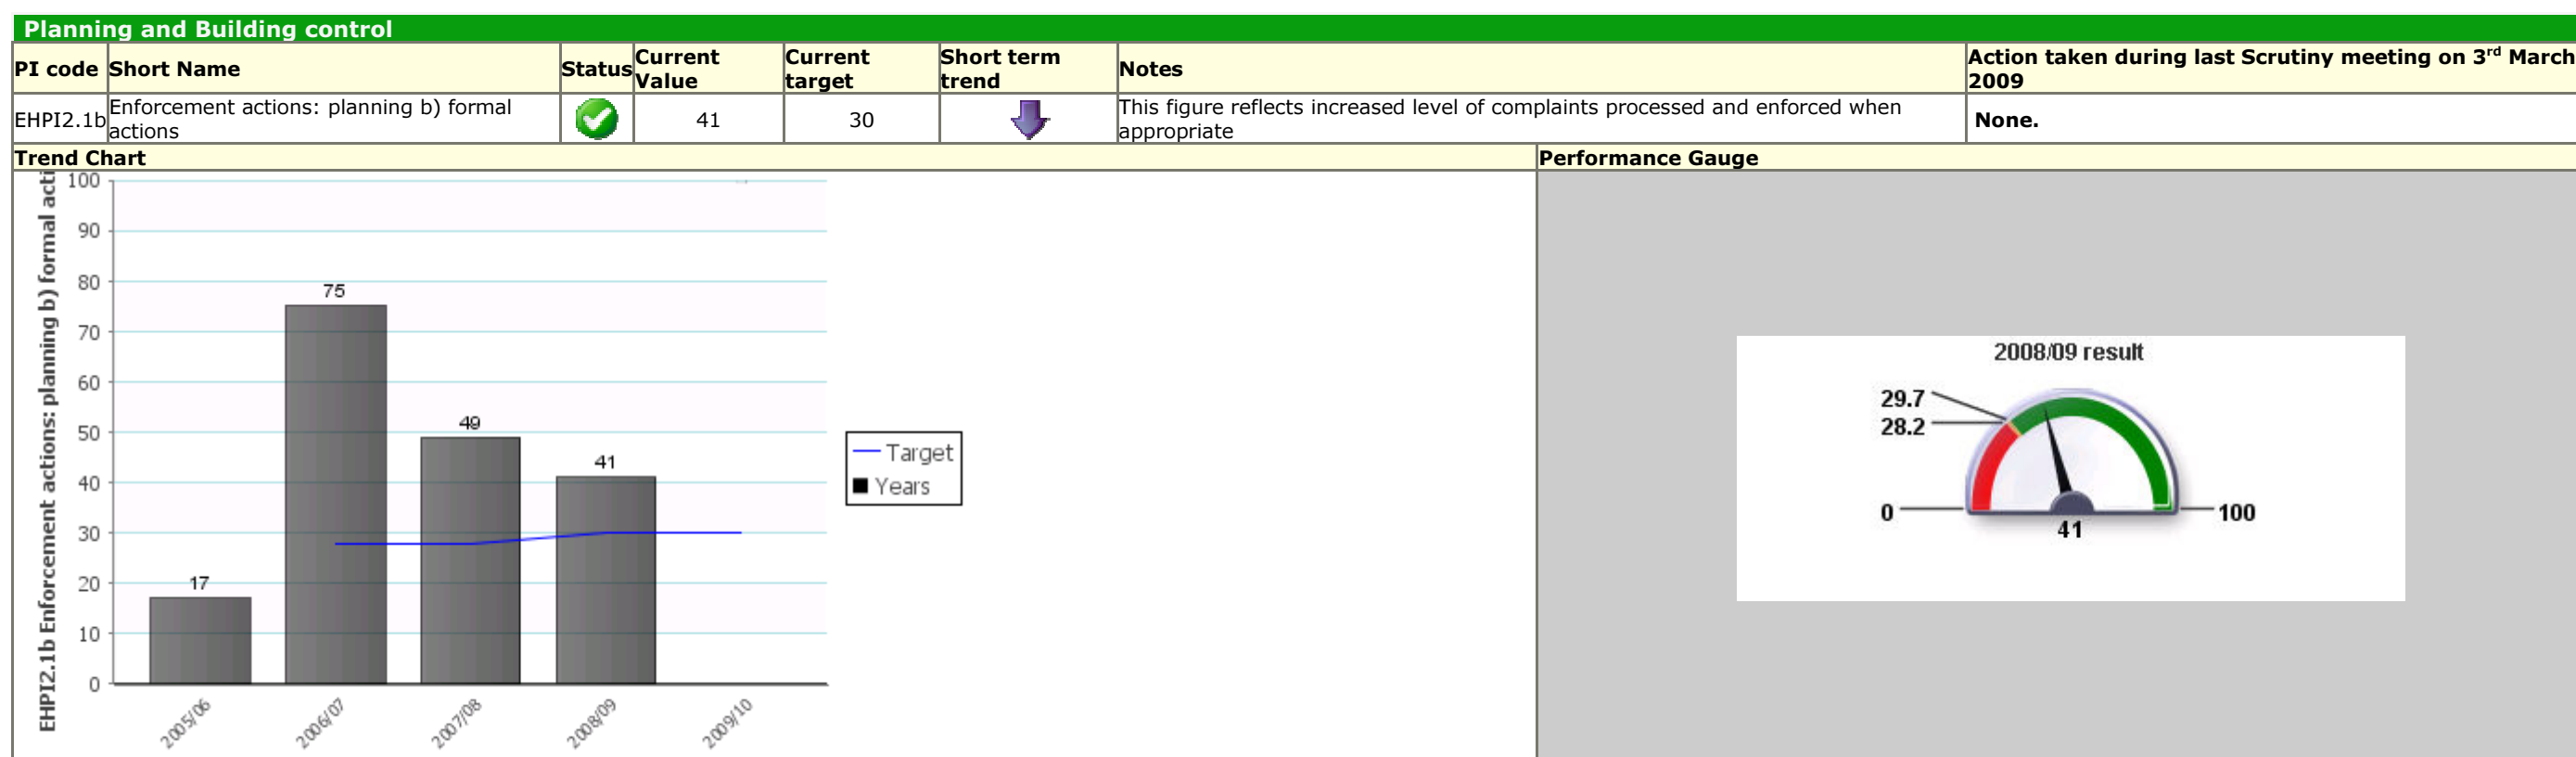 Planning and Building control
PI code Short Name Status Current Value Current target Short term trend Notes Action taken during last Scrutiny meeting on 3rd March 2009
EHPI2.1b Enforcement actions: planning b) formal actions 41 30 This figure reflects increased level of complaints processed and enforced when appropriate None.
Trend Chart
Performance Gauge
EHPI2.1b Enforcement actions: planning b) formal acti
100
90
80
70
60
50
40
30
20
10
0
17
75
49
41
2005/06
2006/07
2007/08
2008/09
2009/10
Target
Years
2008/09 result
29.7
28.2
0
100
41